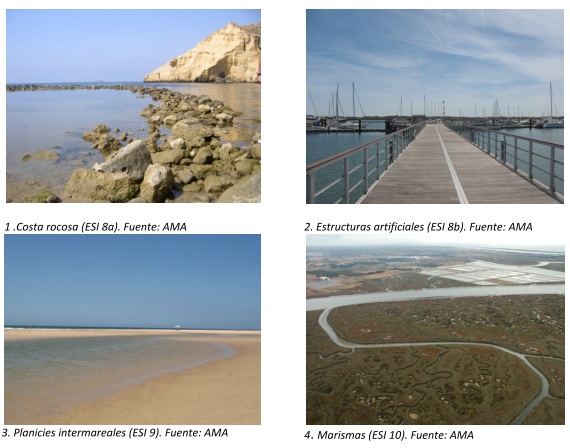 1 .Costa rocosa (ESI 8a). Fuente: AMA
2. Estructuras artificiales (ESI 8b). Fuente: AMA
3. Planicies intermareales (ESI 9). Fuente: AMA
4. Marismas (ESI 10). Fuente: AMA